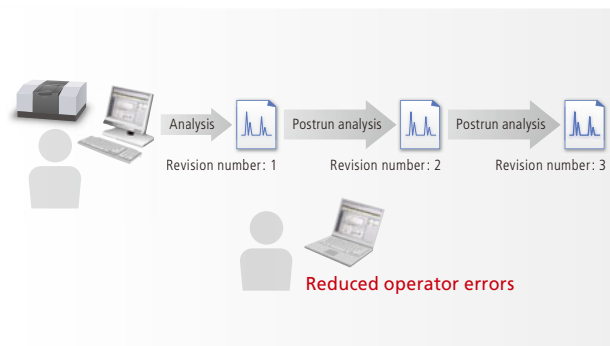 Analysis
Postrun analysis
Postrun analysis
Revision number: 1
Revision number: 2
Revision number: 3
Reduced operator errors